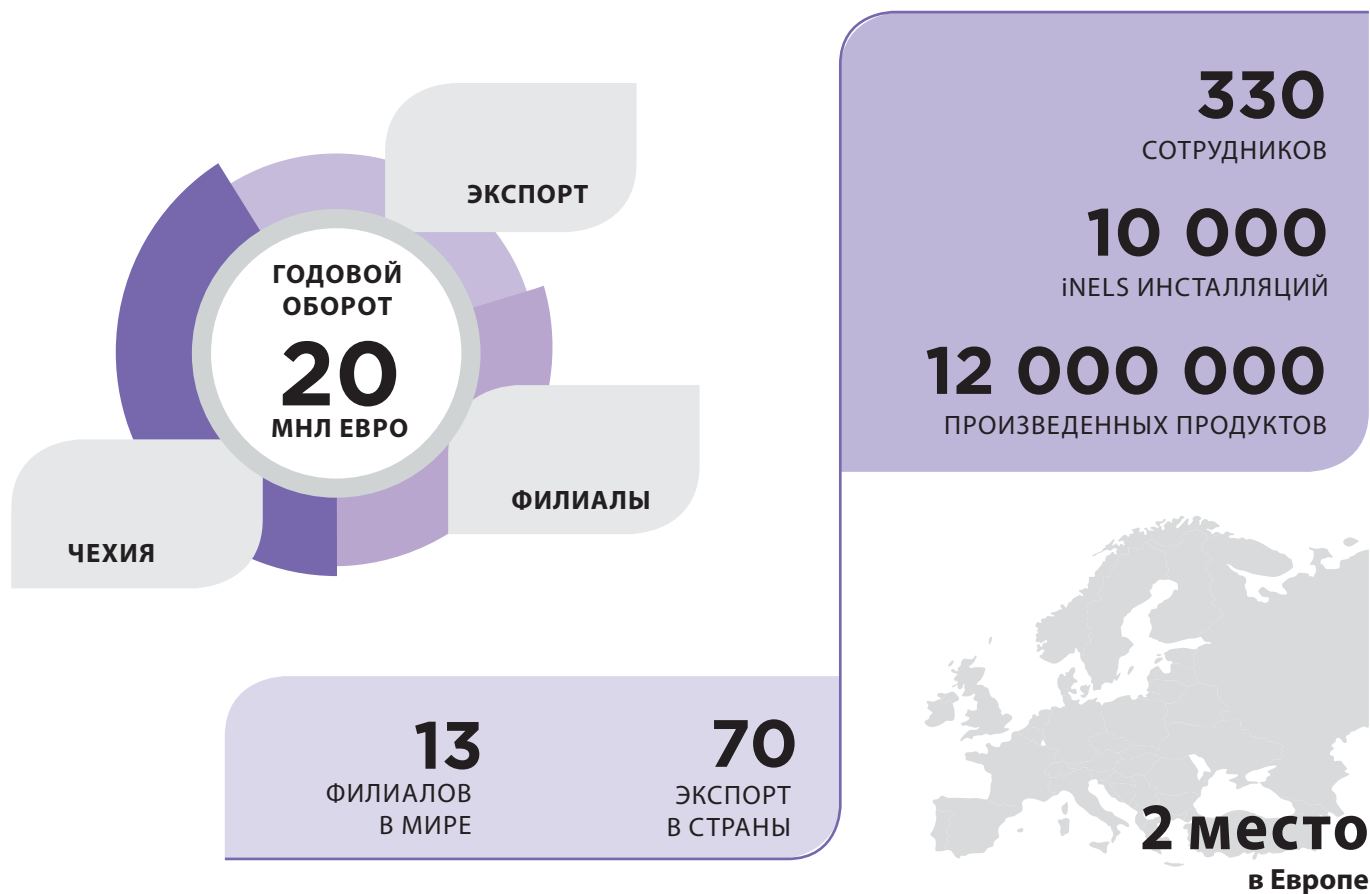 ЭКСПОРТ
ГОДОВОЙ
ОБОРОТ
20
МНЛ ЕВРО
ФИЛИАЛЫ
ЧЕХИЯ
330
СОТРУДНИКОВ
10 000
iNELS ИНСТАЛЛЯЦИЙ
12 000 000
ПРОИЗВЕДЕННЫХ ПРОДУКТОВ
13
ФИЛИАЛОВ
В МИРЕ
70
ЭКСПОРТ
В СТРАНЫ
2 место
в Европе